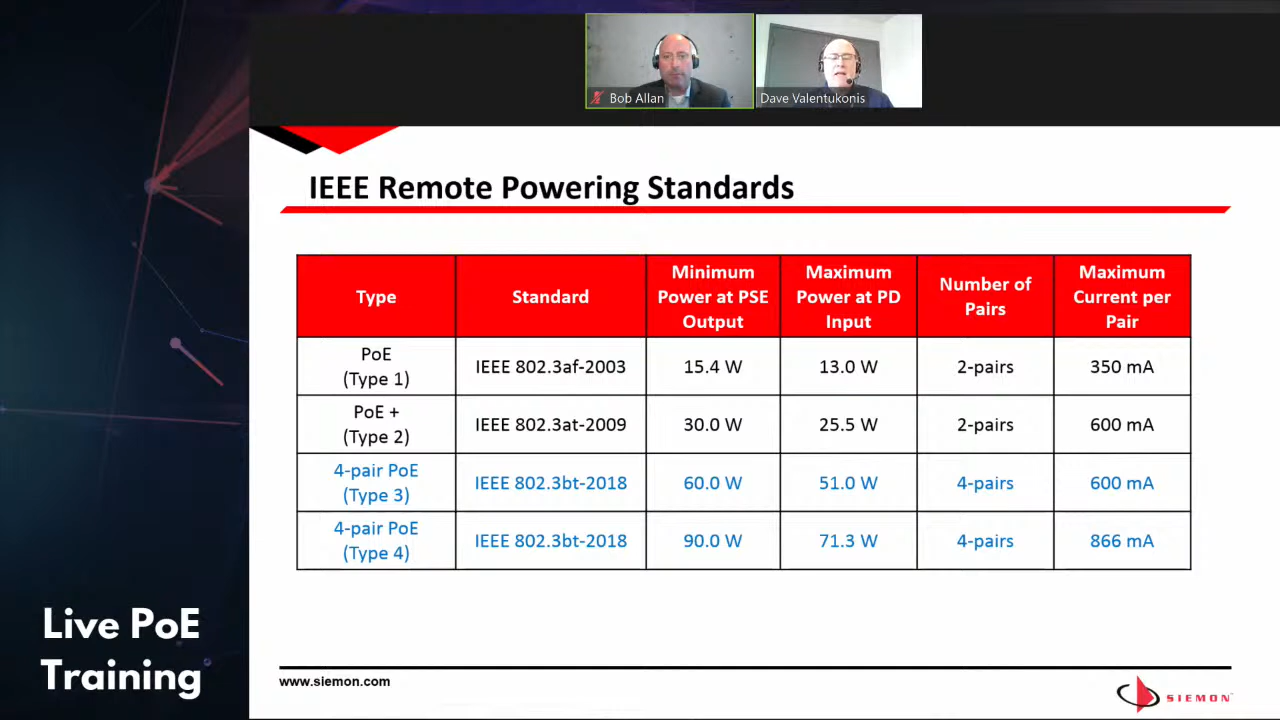 Bob Allan
Dave Valentukonis
IEEE Remote Powering Standards
Type
Standard
Minimum
Power at PSE
Output
Maximum
Power at PD
Input
Number of
Pairs
Maximum
Current per
Pair
PoE
(Type 1)
IEEE 802.3af-2003
15.4 W
13.0 W
2-pairs
350 mA
PoE +
(Type 2)
IEEE 802.3at-2009
30.0 W
25.5 W
2-pairs
600 mA
4-pair PoE
(Type 3)
IEEE 802.3bt-2018
60.0 W
51.0 W
4-pairs
600 mA
4-pair PoE
(Type 4)
IEEE 802.3bt-2018
90.0 W
71.3 W
4-pairs
866 mA
Live PoE
Training
www.siemon.com
SIEMON